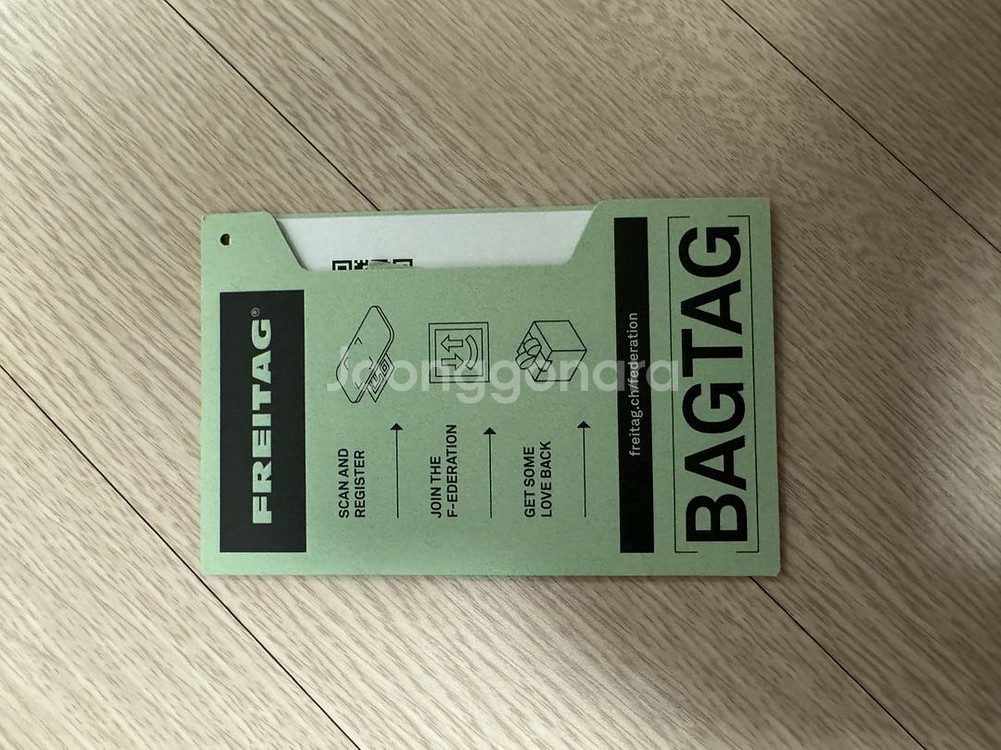 FREITAG®
SCAN AND
REGISTER
JOIN THE
F-EDERATION
GET SOME
LOVE BACK
freitag.ch/federation
BAGTAG
Joonggonara